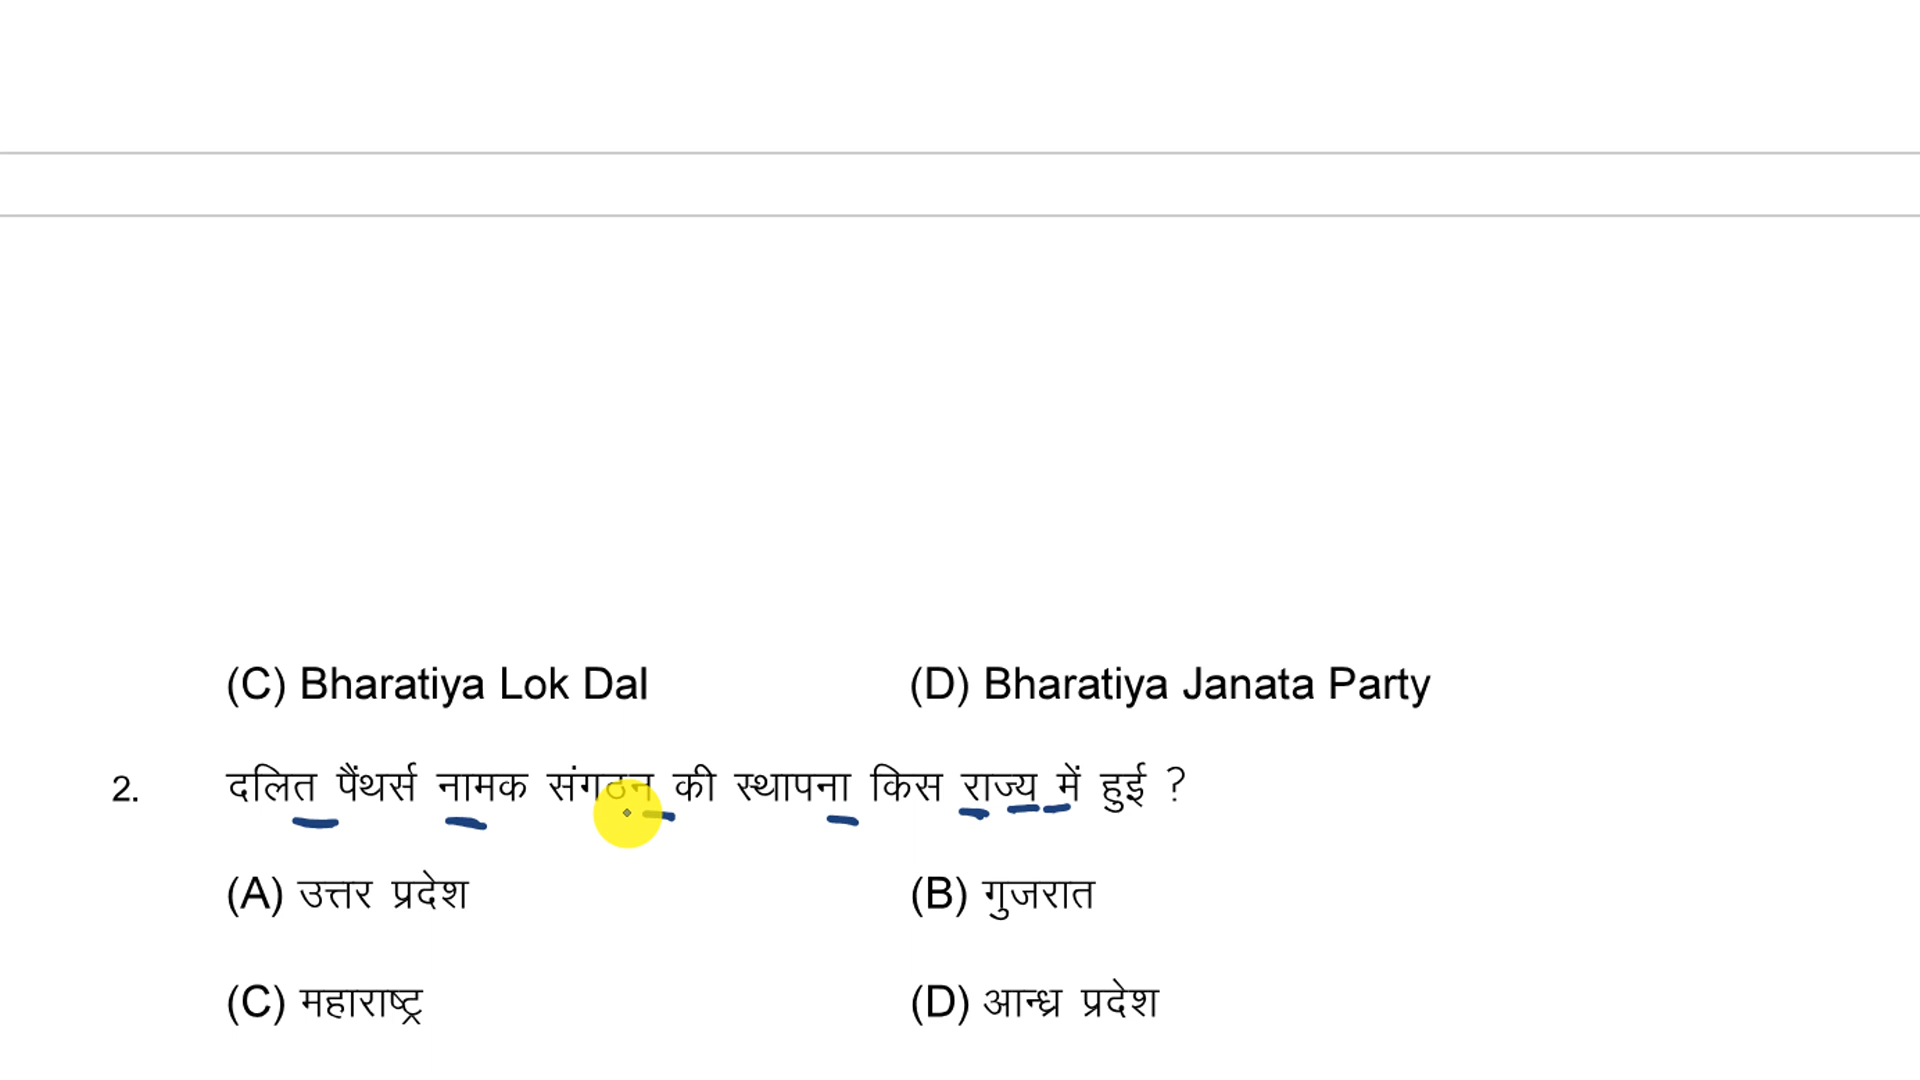 (C) Bharatiya Lok Dal (D) Bharatiya Janata Party
2. दलित पैंथर्स नामक संगठन की स्थापना किस राज्य में हुई ?
(A) उत्तर प्रदेश (B) गुजरात
(C) महाराष्ट्र (D) आन्ध्र प्रदेश